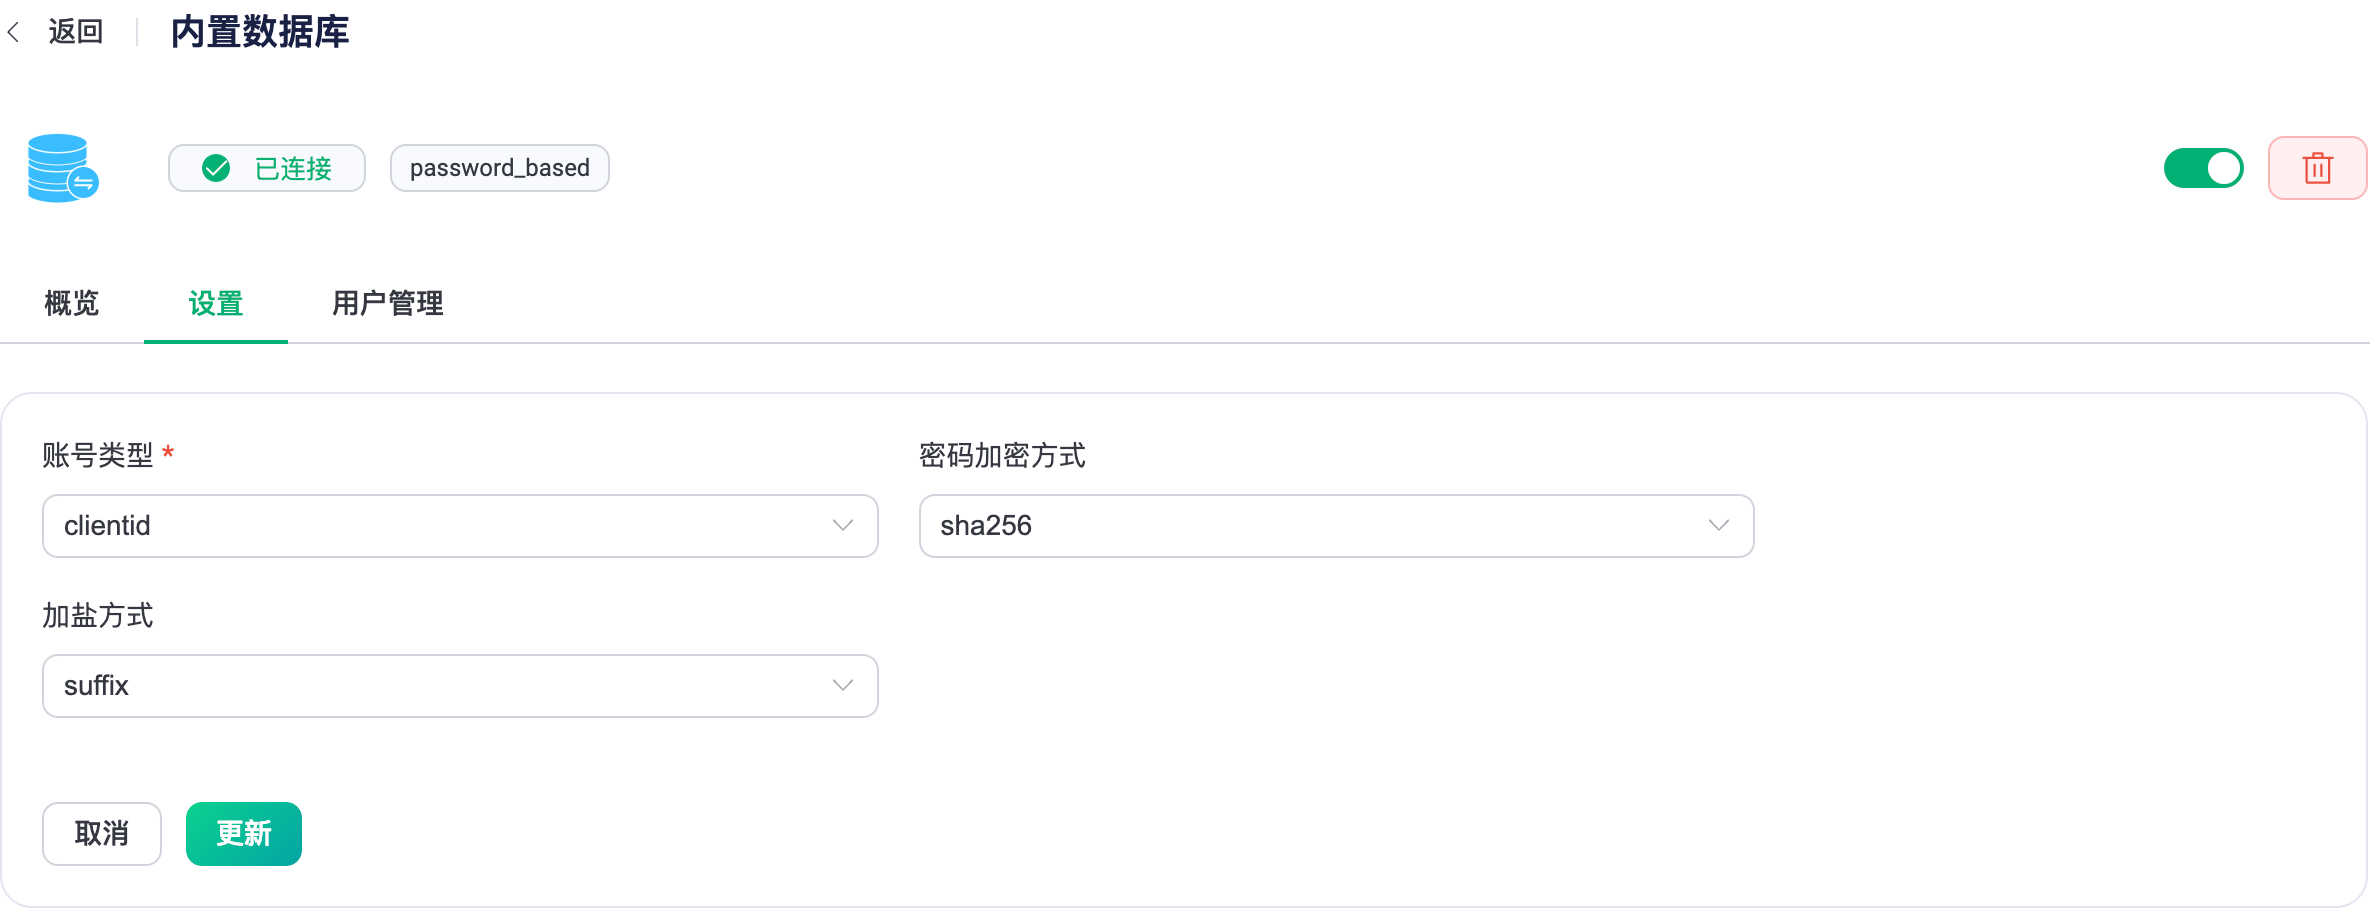 返回 内置数据库
已连接 password_based
概览 设置 用户管理
账号类型 * 密码加密方式
clientid sha256
加盐方式
suffix
取消 更新